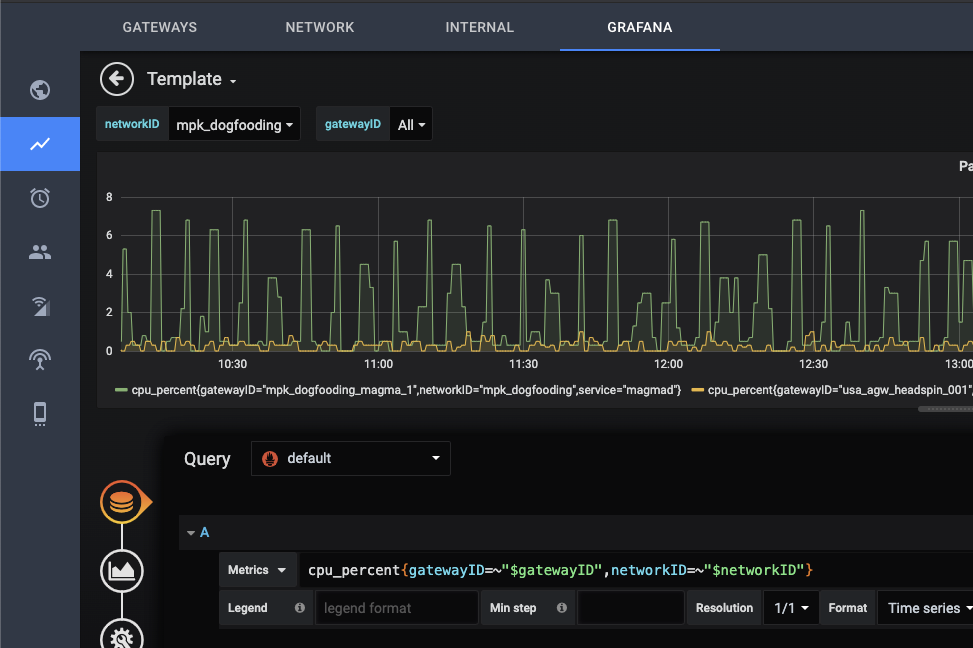 GATEWAYS NETWORK INTERNAL GRAFANA
Template
networkID mpk_dogfooding gatewayID All
Pa
8
6
4
2
0
10:30 11:00 11:30 12:00 12:30 13:00
cpu_percent{gatewayID="mpk_dogfooding_magma_1",networkID="mpk_dogfooding",service="magmad"} cpu_percent{gatewayID="usa_agw_headspin_001",
Query default
A
Metrics cpu_percent{gatewayID=~"$gatewayID",networkID=~"$networkID"}
Legend legend format Min step Resolution 1/1 Format Time series